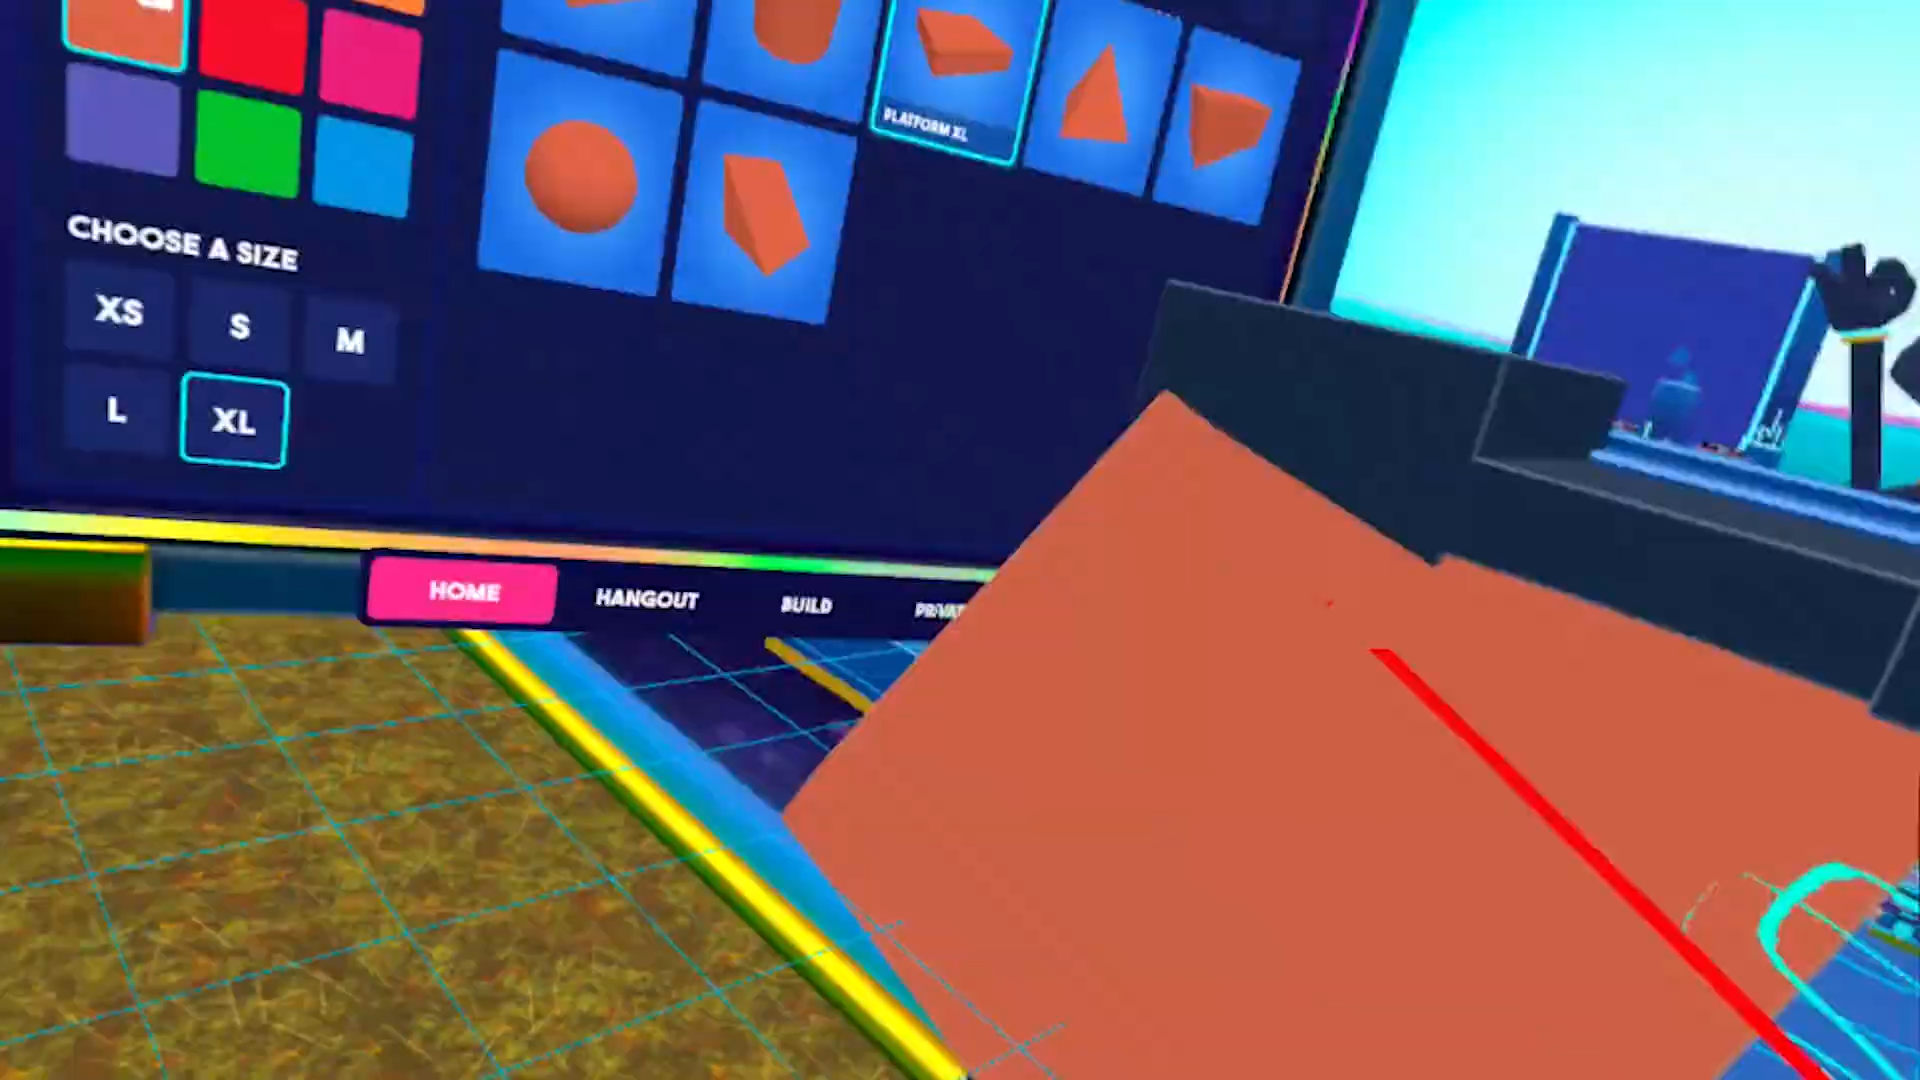 PLATFORM XL
CHOOSE A SIZE
XS S M
L XL
HOME HANGOUT BUILD